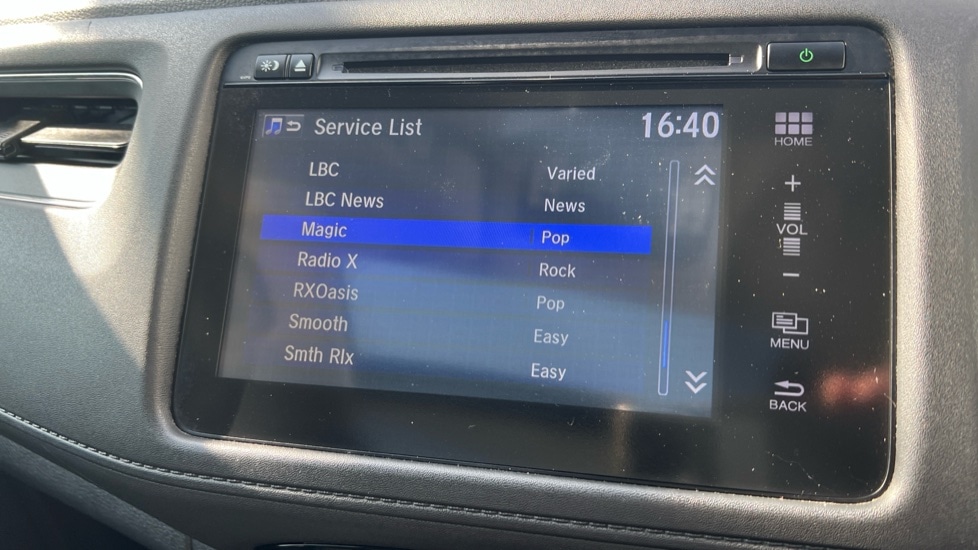 Service List 16:40
LBC Varied
LBC News News
Magic Pop
Radio X Rock
RXOasis Pop
Smooth Easy
Smth Rlx Easy
HOME
+
VOL
−
MENU
BACK